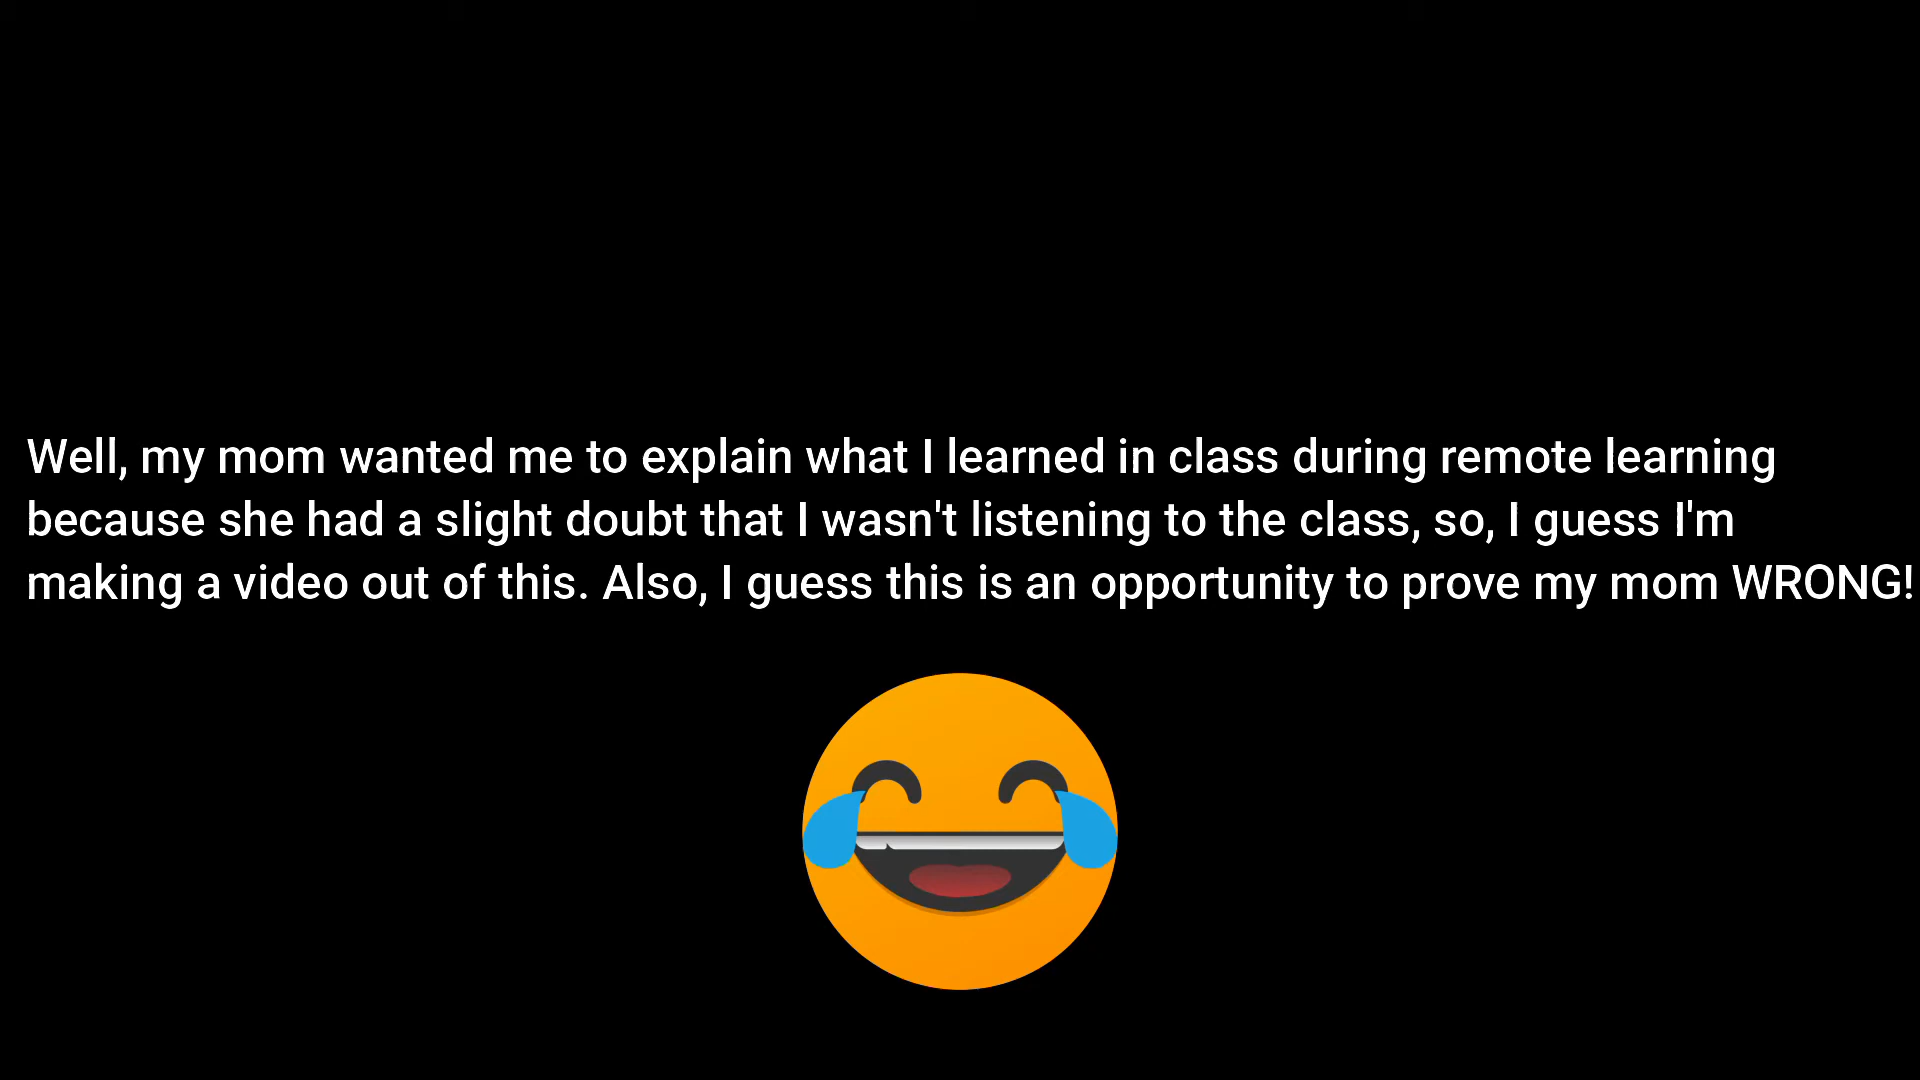 Well, my mom wanted me to explain what I learned in class during remote learning
because she had a slight doubt that I wasn't listening to the class, so, I guess I'm
making a video out of this. Also, I guess this is an opportunity to prove my mom WRONG!